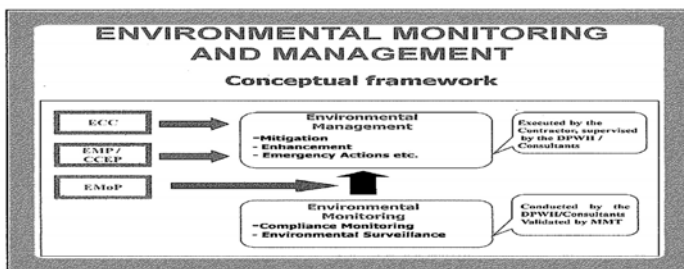 ENVIRONMENTAL MONITORING
AND MANAGEMENT
Conceptual framework
ECC
EMP /
CCEP
EMoP
Environmental
Management
-Mitigation
- Enhancement
- Emergency Actions etc.
Executed by the
Contractor, supervised
by the DPWH /
Consultants
Environmental
Monitoring
-Compliance Monitoring
- Environmental Surveillance
Conducted by the
DPWH/Consultants
Validated by MMT